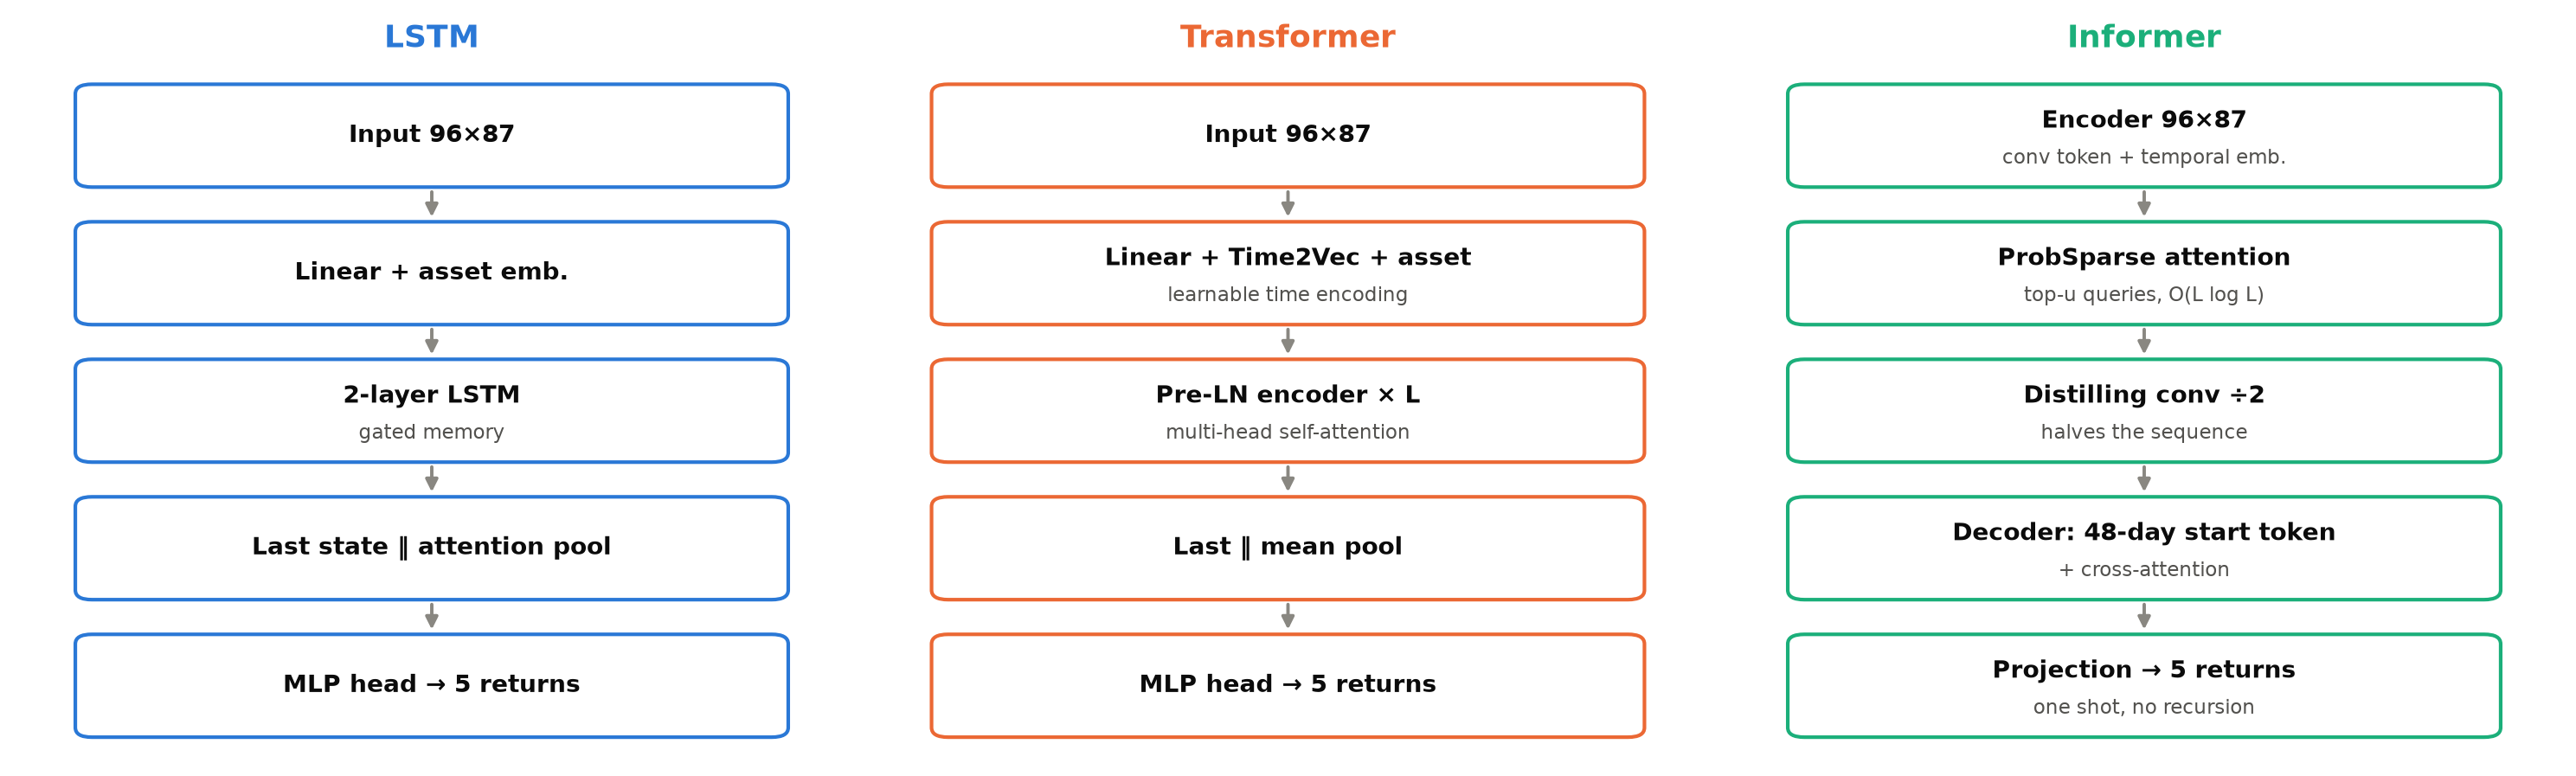 LSTM
Input 96×87
Linear + asset emb.
2-layer LSTM
gated memory
Last state ∥ attention pool
MLP head → 5 returns
Transformer
Input 96×87
Linear + Time2Vec + asset
learnable time encoding
Pre-LN encoder × L
multi-head self-attention
Last ∥ mean pool
MLP head → 5 returns
Informer
Encoder 96×87
conv token + temporal emb.
ProbSparse attention
top-u queries, O(L log L)
Distilling conv ÷2
halves the sequence
Decoder: 48-day start token
+ cross-attention
Projection → 5 returns
one shot, no recursion